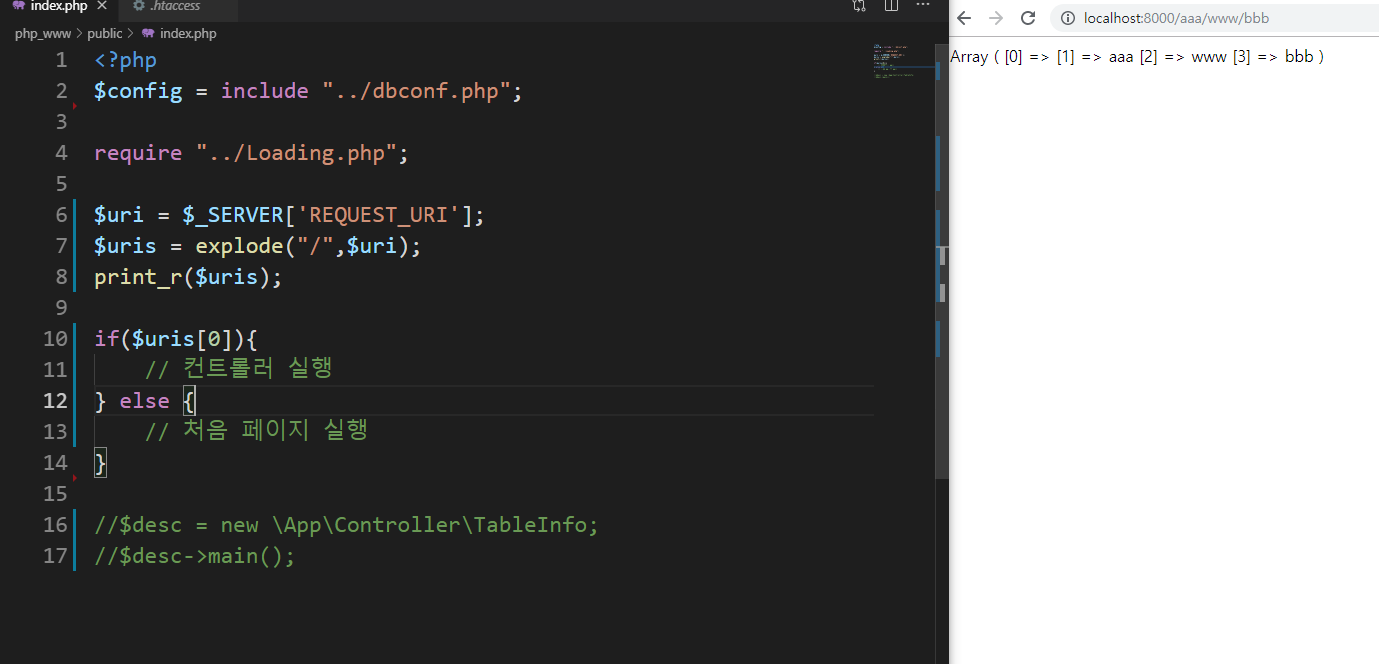 index.php .htaccess
php_www > public > index.php
1 <?php
2 $config = include "../dbconf.php";
3
4 require "../Loading.php";
5
6 $uri = $_SERVER['REQUEST_URI'];
7 $uris = explode("/",$uri);
8 print_r($uris);
9
10 if($uris[0]){
11 // 컨트롤러 실행
12 } else {
13 // 처음 페이지 실행
14 }
15
16 //$desc = new \App\Controller\TableInfo;
17 //$desc->main();
localhost:8000/aaa/www/bbb
Array ( [0] => [1] => aaa [2] => www [3] => bbb )